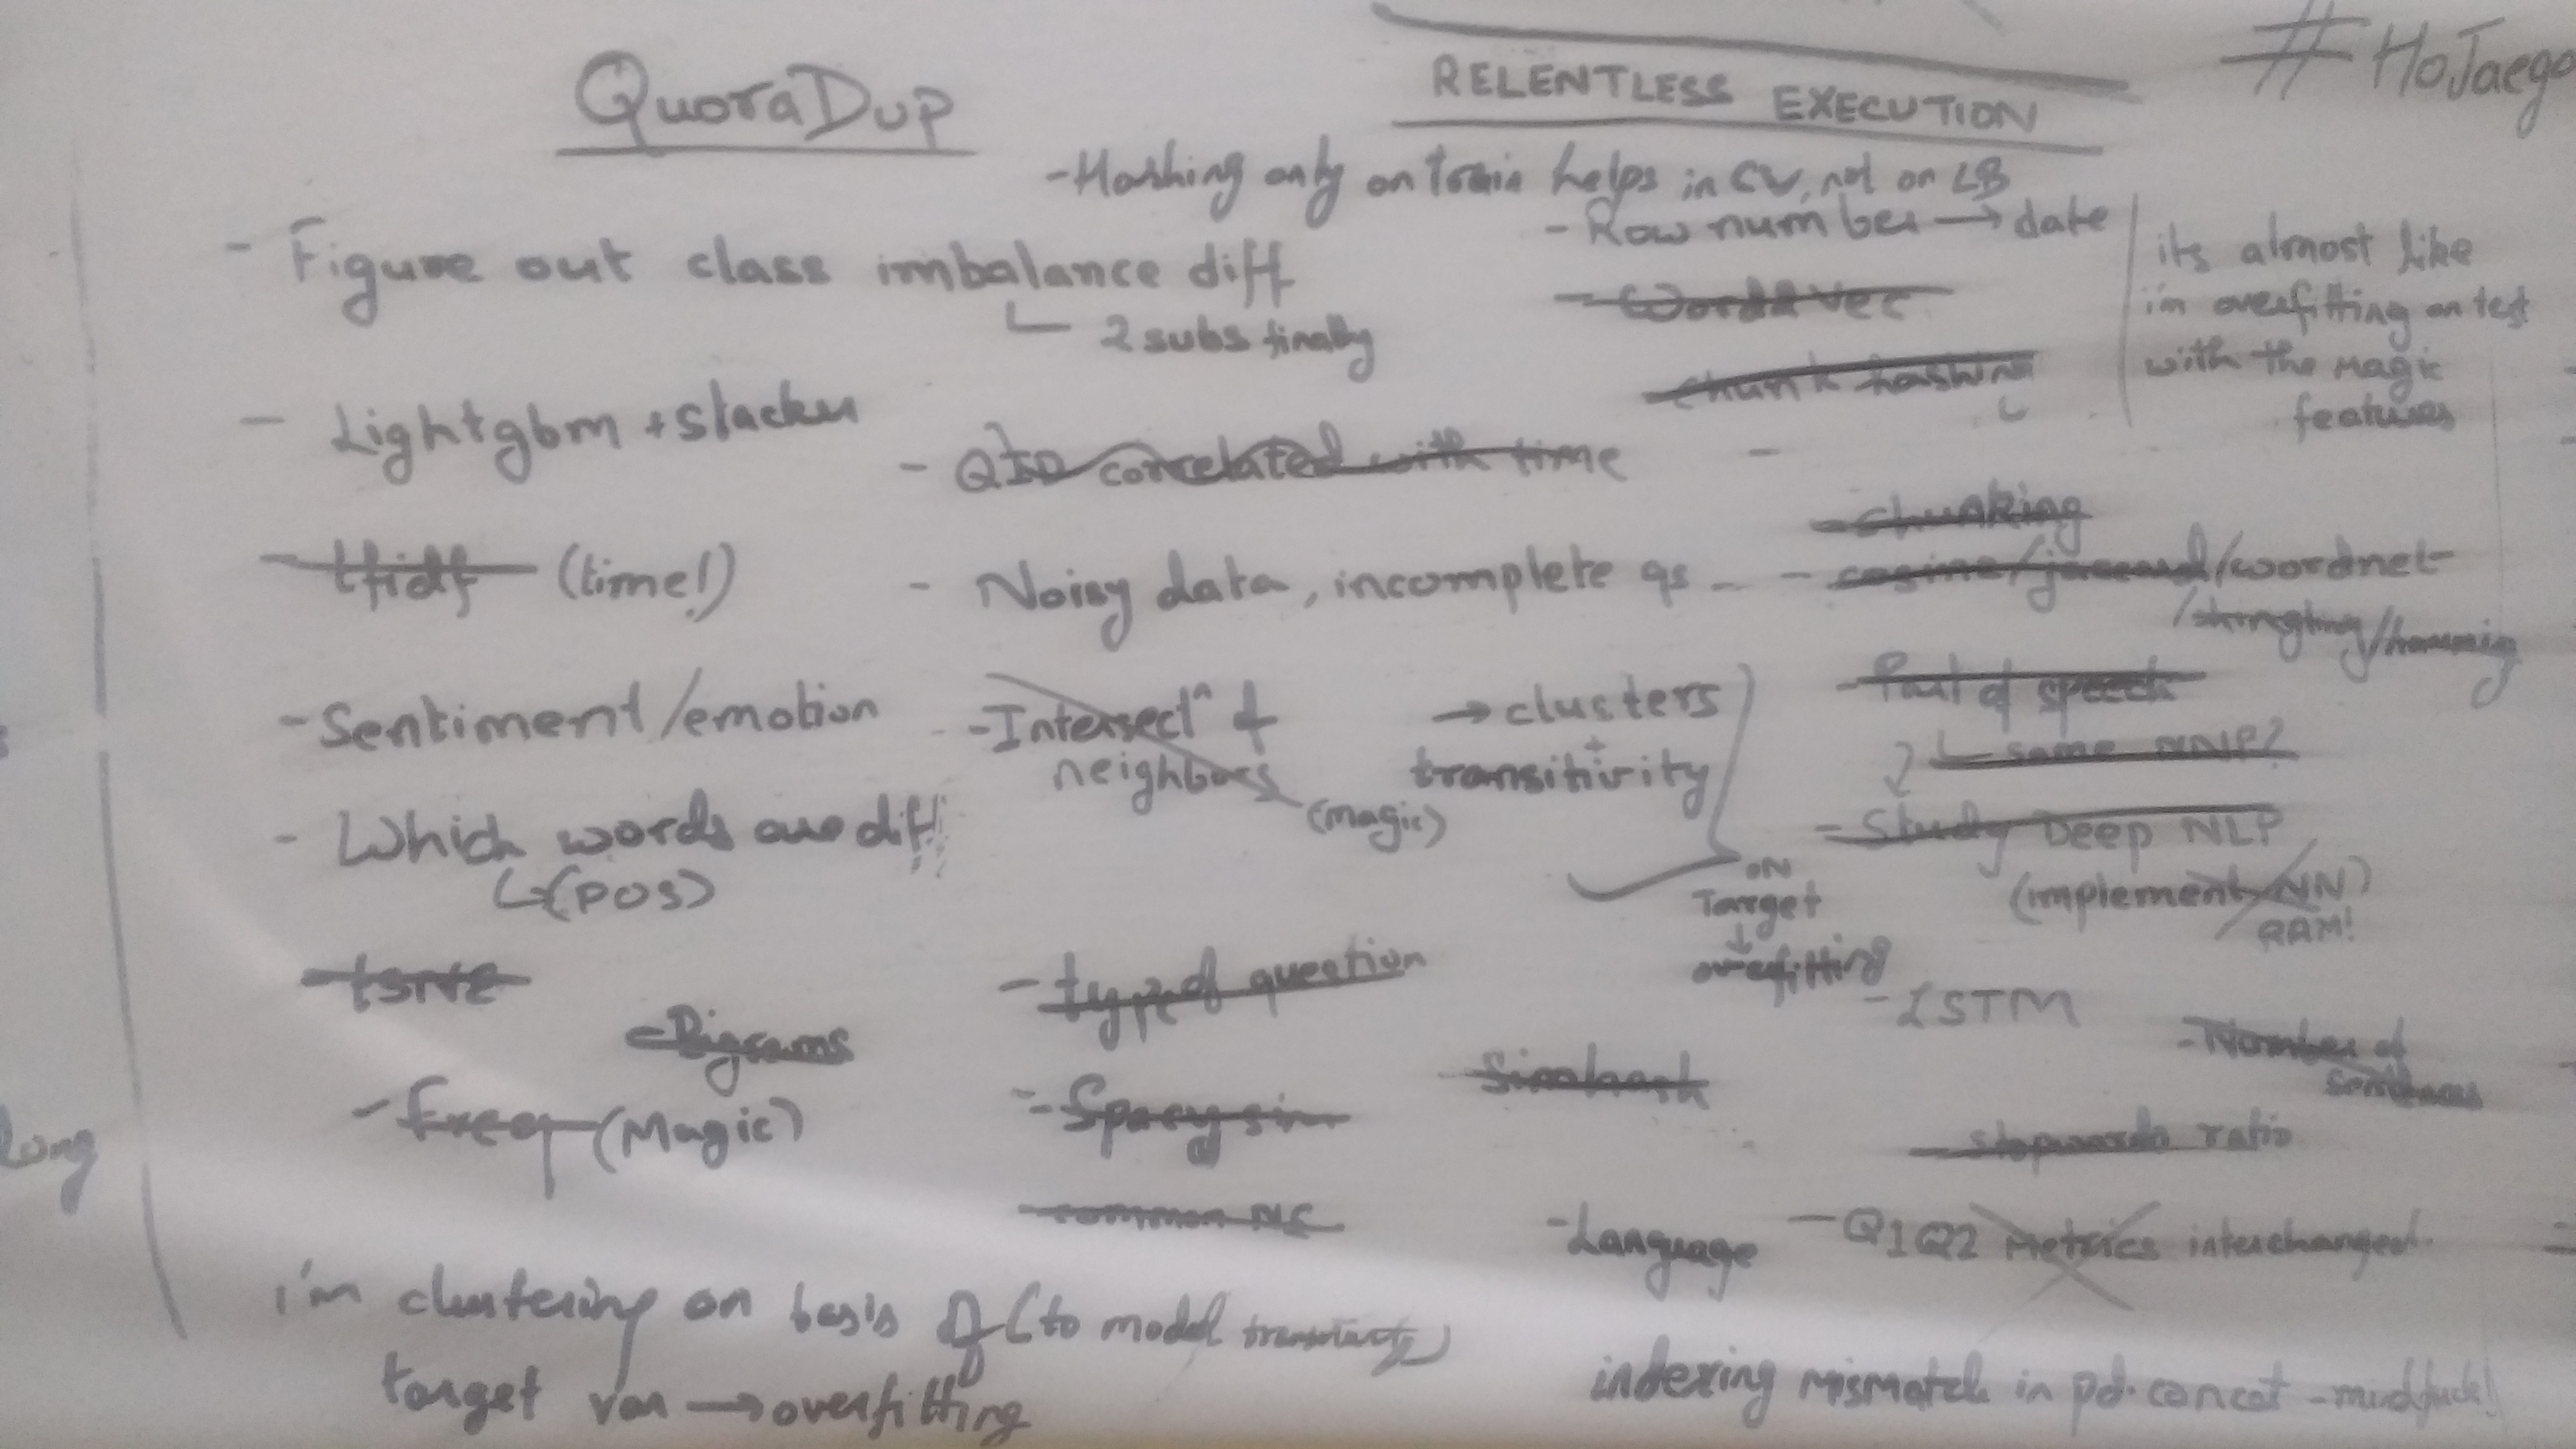 QuoraDup
RELENTLESS EXECUTION
#HoJaego
- Hashing only on train helps in CV, not on LB
- Figure out class imbalance diff
2 subs finally
- Lightgbm + stacker
- tfidf (time!)
- Sentiment/emotion
- Which words are diff
(POS)
- tsne
- Bigrams
- freq (Magic)
- QID correlated with time
- Noisy data, incomplete qs
- Intersectⁿ of
neighbors
(magic)
→ clusters
+
transitivity
ON
Target
↓
overfitting
- type of question
- Spacy sim
- common NE
- Simhash
- Row number → date
- Word2Vec
- chunk hashing
its almost like
i'm overfitting on test
with the magic
features
-
- chunking
- cosine/jaccard/wordnet
/shingling/hamming
- Part of speech
same NNP?
- Study Deep NLP
(implement NN)
RAM!
- LSTM
- Number of
sentences
- stopwords ratio
- Language
- Q1Q2 Metrics interchanged.
long
i'm clustering on basis of (to model transitivity)
target var → overfitting
indexing mismatch in pd.concat - mindfuck!